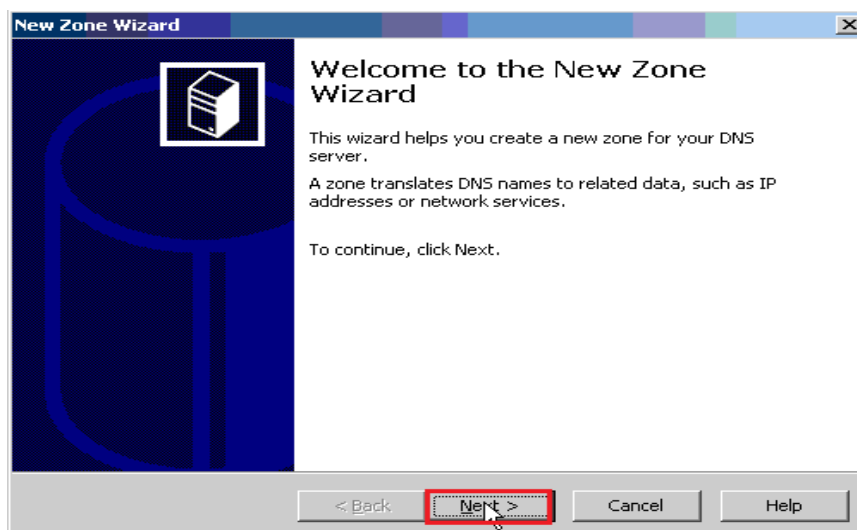 New Zone Wizard
Welcome to the New Zone
Wizard
This wizard helps you create a new zone for your DNS
server.
A zone translates DNS names to related data, such as IP
addresses or network services.
To continue, click Next.
< Back
Next >
Cancel
Help